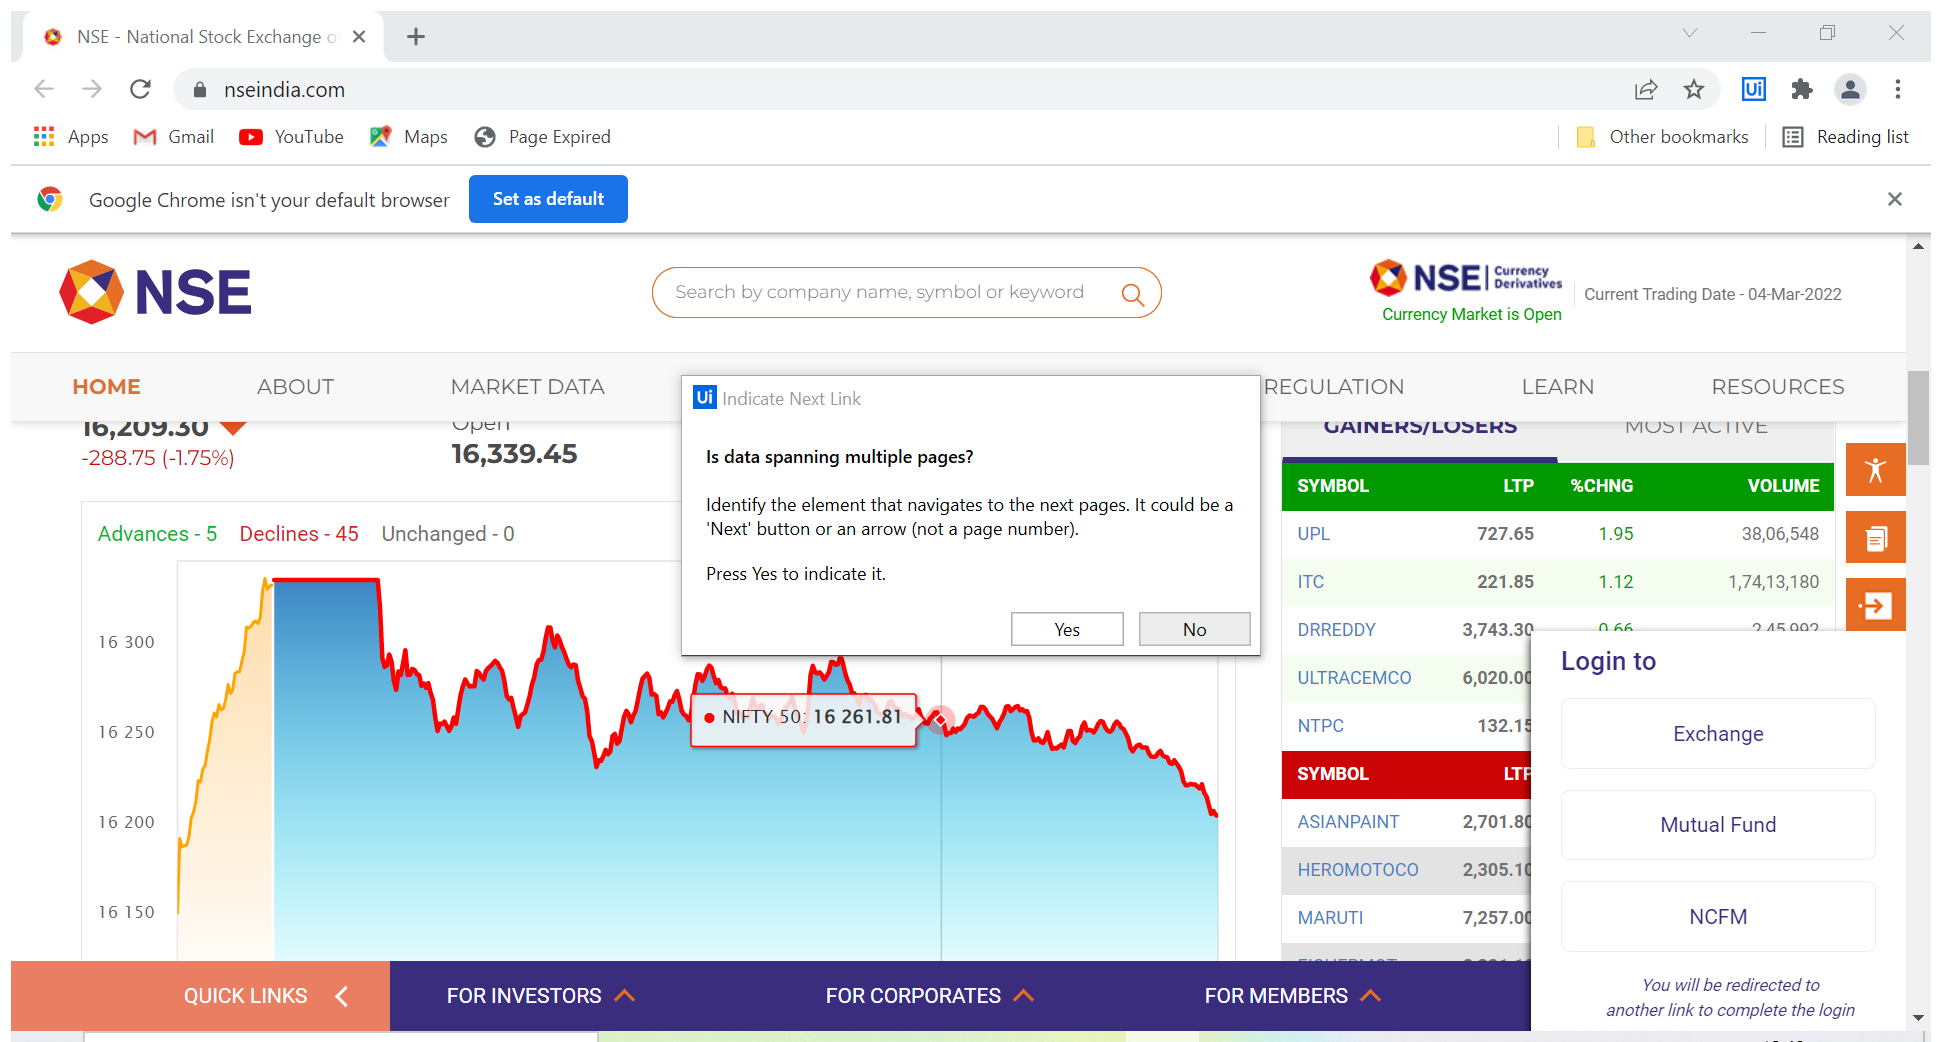 NSE - National Stock Exchange o
nseindia.com
Ui
Apps
Gmail
YouTube
Maps
Page Expired
Other bookmarks
Reading list
Google Chrome isn't your default browser
Set as default
NSE
Search by company name, symbol or keyword
NSE Currency Derivatives
Currency Market is Open
Current Trading Date - 04-Mar-2022
HOME ABOUT MARKET DATA REGULATION LEARN RESOURCES
16,209.30
-288.75 (-1.75%)
Open
16,339.45
Advances - 5 Declines - 45 Unchanged - 0
16 300
16 250
16 200
16 150
NIFTY 50: 16 261.81
Ui Indicate Next Link
Is data spanning multiple pages?
Identify the element that navigates to the next pages. It could be a
'Next' button or an arrow (not a page number).
Press Yes to indicate it.
Yes No
GAINERS/LOSERS MOST ACTIVE
SYMBOL LTP %CHNG VOLUME
UPL 727.65 1.95 38,06,548
ITC 221.85 1.12 1,74,13,180
DRREDDY 3,743.30 0.66 2,45,992
ULTRACEMCO 6,020.00
NTPC 132.15
SYMBOL LTP
ASIANPAINT 2,701.80
HEROMOTOCO 2,305.10
MARUTI 7,257.00
Login to
Exchange
Mutual Fund
NCFM
You will be redirected to
another link to complete the login
QUICK LINKS FOR INVESTORS FOR CORPORATES FOR MEMBERS